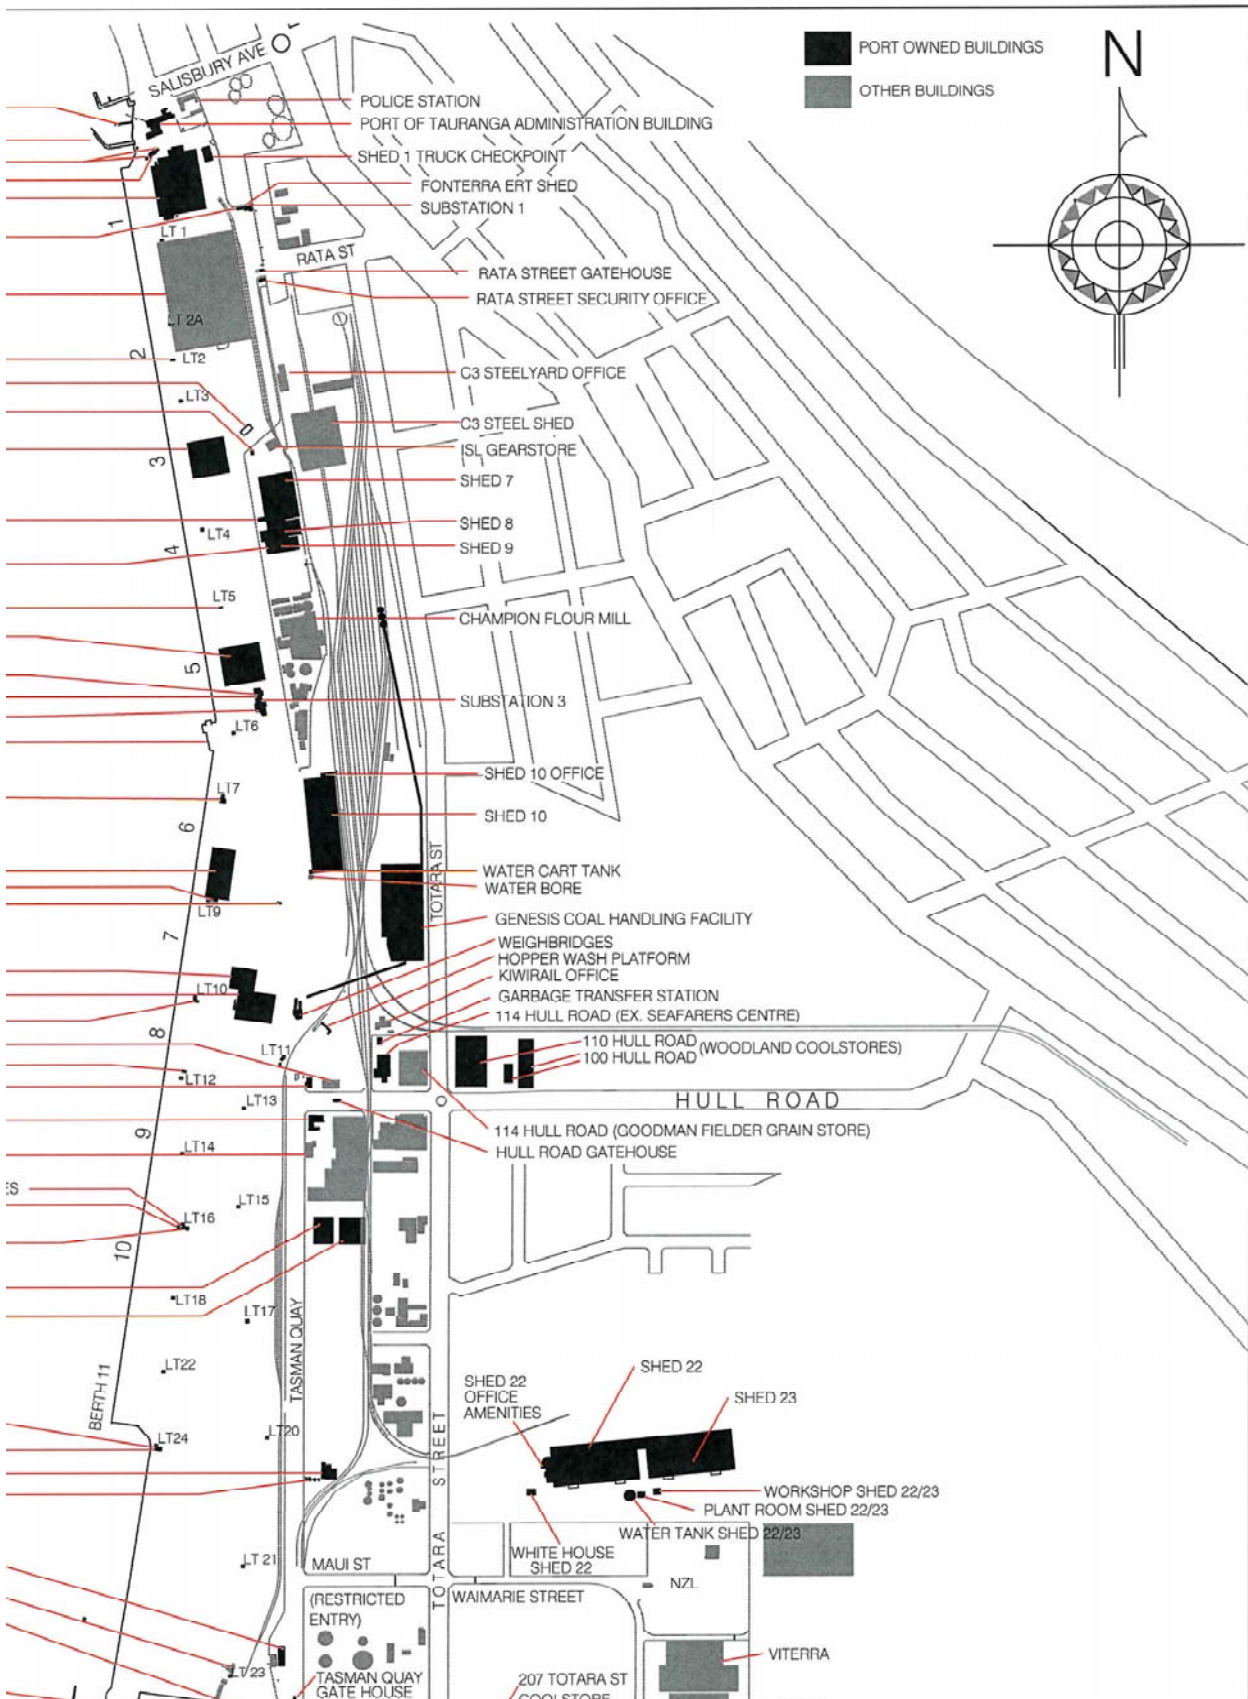 PORT OWNED BUILDINGS
OTHER BUILDINGS
N
SALISBURY AVE
POLICE STATION
PORT OF TAURANGA ADMINISTRATION BUILDING
SHED 1 TRUCK CHECKPOINT
FONTERRA ERT SHED
SUBSTATION 1
1
LT 1
RATA ST
RATA STREET GATEHOUSE
RATA STREET SECURITY OFFICE
LT 2A
2
LT2
C3 STEELYARD OFFICE
LT3
C3 STEEL SHED
ISL GEARSTORE
3
SHED 7
SHED 8
LT4
SHED 9
4
LT5
CHAMPION FLOUR MILL
5
SUBSTATION 3
LT6
SHED 10 OFFICE
LT7
SHED 10
6
TOTARA ST
WATER CART TANK
WATER BORE
LT9
GENESIS COAL HANDLING FACILITY
7
WEIGHBRIDGES
HOPPER WASH PLATFORM
KIWIRAIL OFFICE
LT10
GARBAGE TRANSFER STATION
114 HULL ROAD (EX. SEAFARERS CENTRE)
8
110 HULL ROAD
100 HULL ROAD
(WOODLAND COOLSTORES)
LT11
LT12
LT13
HULL ROAD
9
114 HULL ROAD (GOODMAN FIELDER GRAIN STORE)
LT14
HULL ROAD GATEHOUSE
ES
LT15
LT16
10
LT18
LT17
TASMAN QUAY
LT22
BERTH 11
SHED 22
SHED 22
OFFICE
AMENITIES
SHED 23
LT24
LT20
TOTARA STREET
WORKSHOP SHED 22/23
PLANT ROOM SHED 22/23
WATER TANK SHED 22/23
WHITE HOUSE
SHED 22
LT 21
MAUI ST
NZL
(RESTRICTED
ENTRY)
WAIMARIE STREET
VITERRA
LT 23
TASMAN QUAY
GATE HOUSE
207 TOTARA ST
COOLSTORE